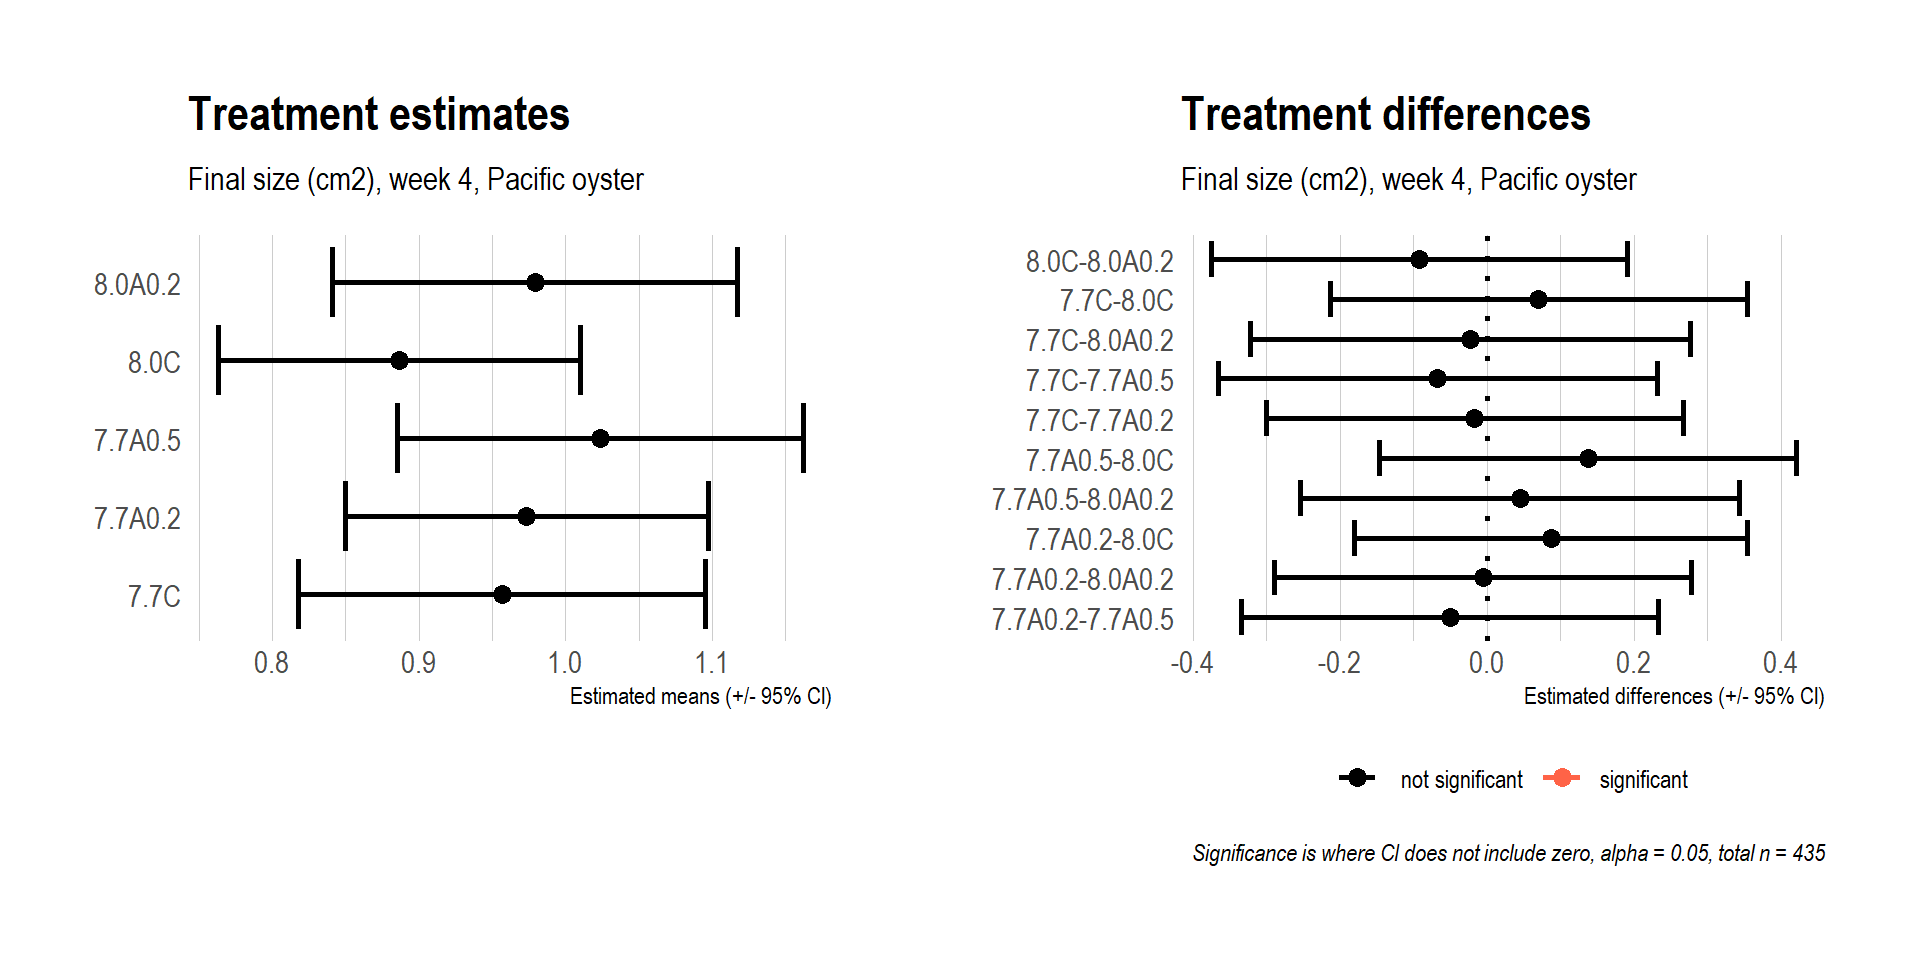 Treatment estimates
Final size (cm2), week 4, Pacific oyster
8.0A0.2
8.0C
7.7A0.5
7.7A0.2
7.7C
0.8 0.9 1.0 1.1
Estimated means (+/- 95% CI)
Treatment differences
Final size (cm2), week 4, Pacific oyster
8.0C-8.0A0.2
7.7C-8.0C
7.7C-8.0A0.2
7.7C-7.7A0.5
7.7C-7.7A0.2
7.7A0.5-8.0C
7.7A0.5-8.0A0.2
7.7A0.2-8.0C
7.7A0.2-8.0A0.2
7.7A0.2-7.7A0.5
-0.4 -0.2 0.0 0.2 0.4
Estimated differences (+/- 95% CI)
not significant significant
Significance is where CI does not include zero, alpha = 0.05, total n = 435